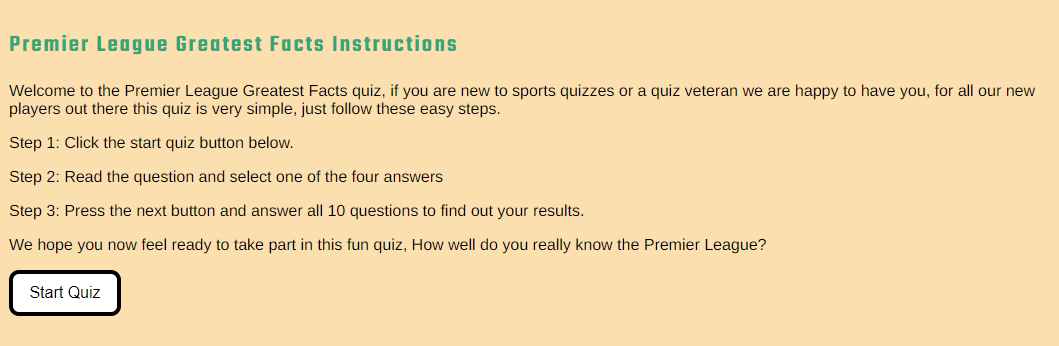 Premier League Greatest Facts Instructions
Welcome to the Premier League Greatest Facts quiz, if you are new to sports quizzes or a quiz veteran we are happy to have you, for all our new
players out there this quiz is very simple, just follow these easy steps.
Step 1: Click the start quiz button below.
Step 2: Read the question and select one of the four answers
Step 3: Press the next button and answer all 10 questions to find out your results.
We hope you now feel ready to take part in this fun quiz, How well do you really know the Premier League?
Start Quiz